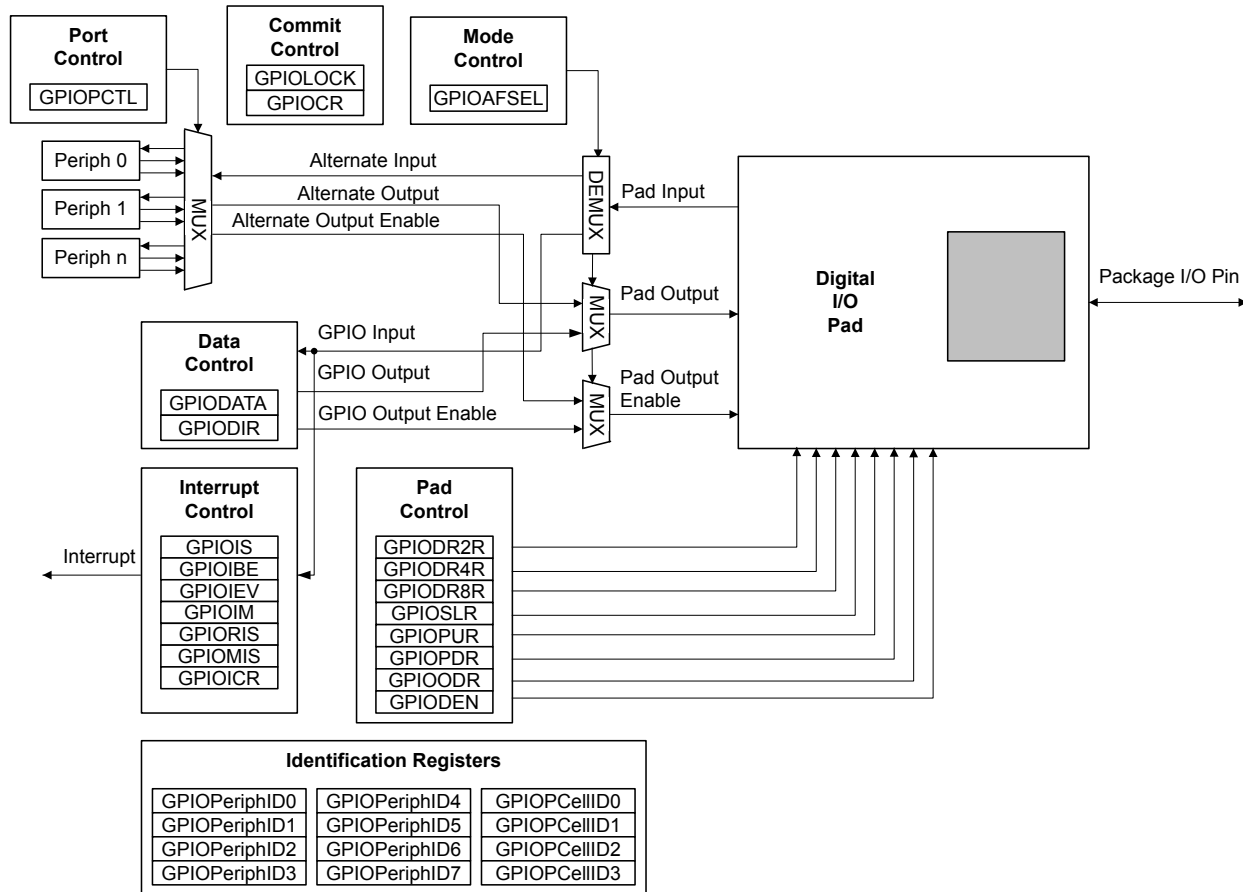 Port
Control
GPIOPCTL
Commit
Control
GPIOLOCK
GPIOCR
Mode
Control
GPIOAFSEL
Periph 0
Periph 1
Periph n
MUX
Alternate Input
Alternate Output
Alternate Output Enable
DEMUX
Pad Input
MUX
Pad Output
MUX
Pad Output
Enable
Digital
I/O
Pad
Package I/O Pin
Data
Control
GPIODATA
GPIODIR
GPIO Input
GPIO Output
GPIO Output Enable
Interrupt
Control
GPIOIS
GPIOIBE
GPIOIEV
GPIOIM
GPIORIS
GPIOMIS
GPIOICR
Interrupt
Pad
Control
GPIODR2R
GPIODR4R
GPIODR8R
GPIOSLR
GPIOPUR
GPIOPDR
GPIOODR
GPIODEN
Identification Registers
GPIOPeriphID0
GPIOPeriphID1
GPIOPeriphID2
GPIOPeriphID3
GPIOPeriphID4
GPIOPeriphID5
GPIOPeriphID6
GPIOPeriphID7
GPIOPCellID0
GPIOPCellID1
GPIOPCellID2
GPIOPCellID3